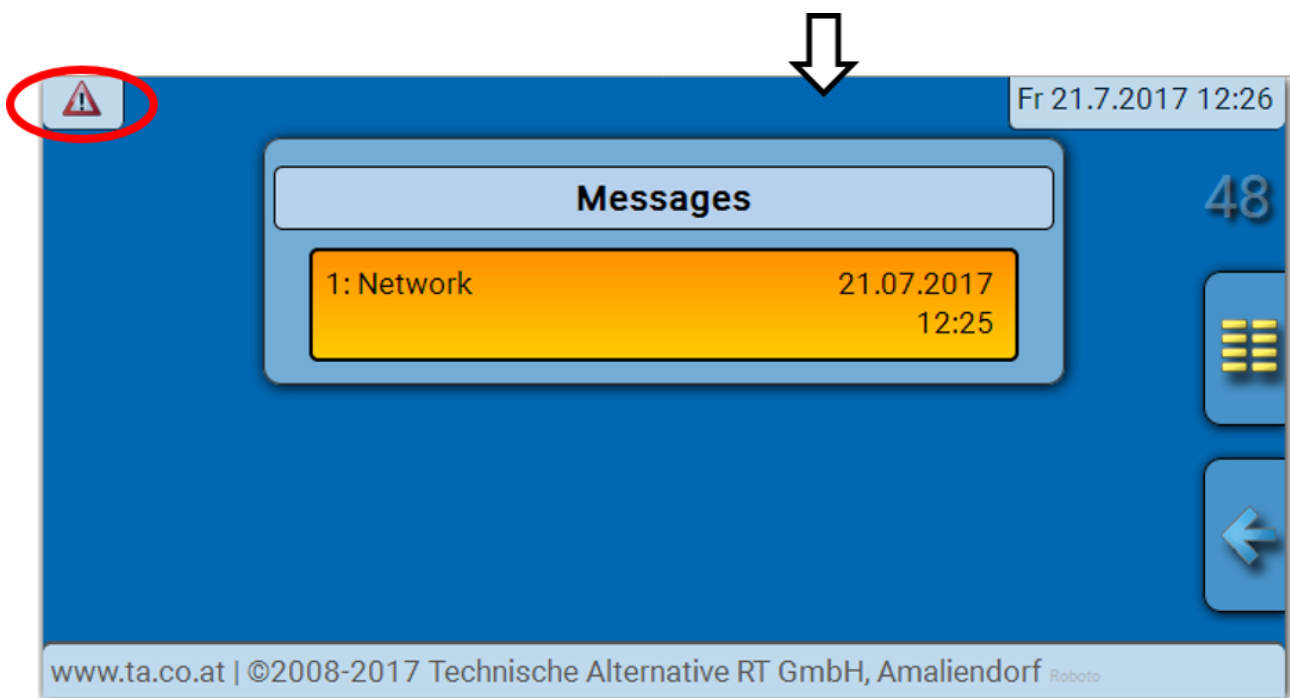 Fr 21.7.2017 12:26
Messages
48
1: Network 21.07.2017
12:25
www.ta.co.at | ©2008-2017 Technische Alternative RT GmbH, Amaliendorf Roboto